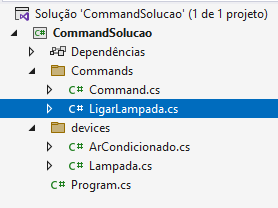 Solução 'CommandSolucao' (1 de 1 projeto)
CommandSolucao
Dependências
Commands
C# Command.cs
C# LigarLampada.cs
devices
C# ArCondicionado.cs
C# Lampada.cs
C# Program.cs